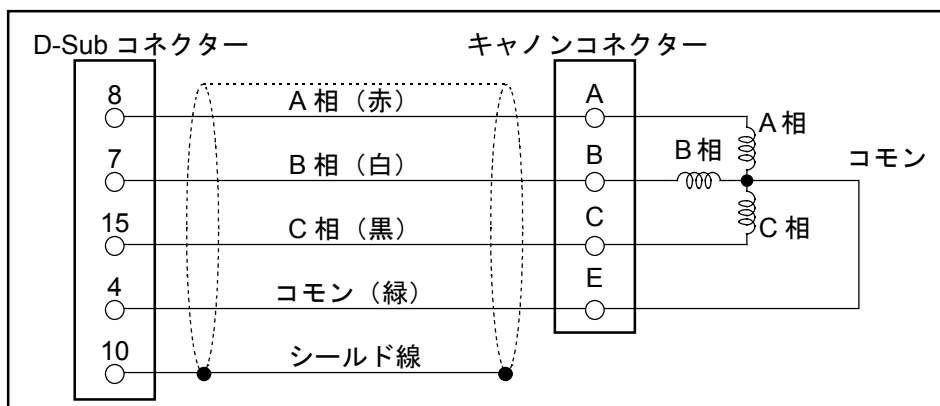 D-Sub コネクター
キャノンコネクター
8
A 相（赤）
A
A 相
7
B 相（白）
B
B 相
コモン
15
C 相（黒）
C
C 相
4
コモン（緑）
E
10
シールド線